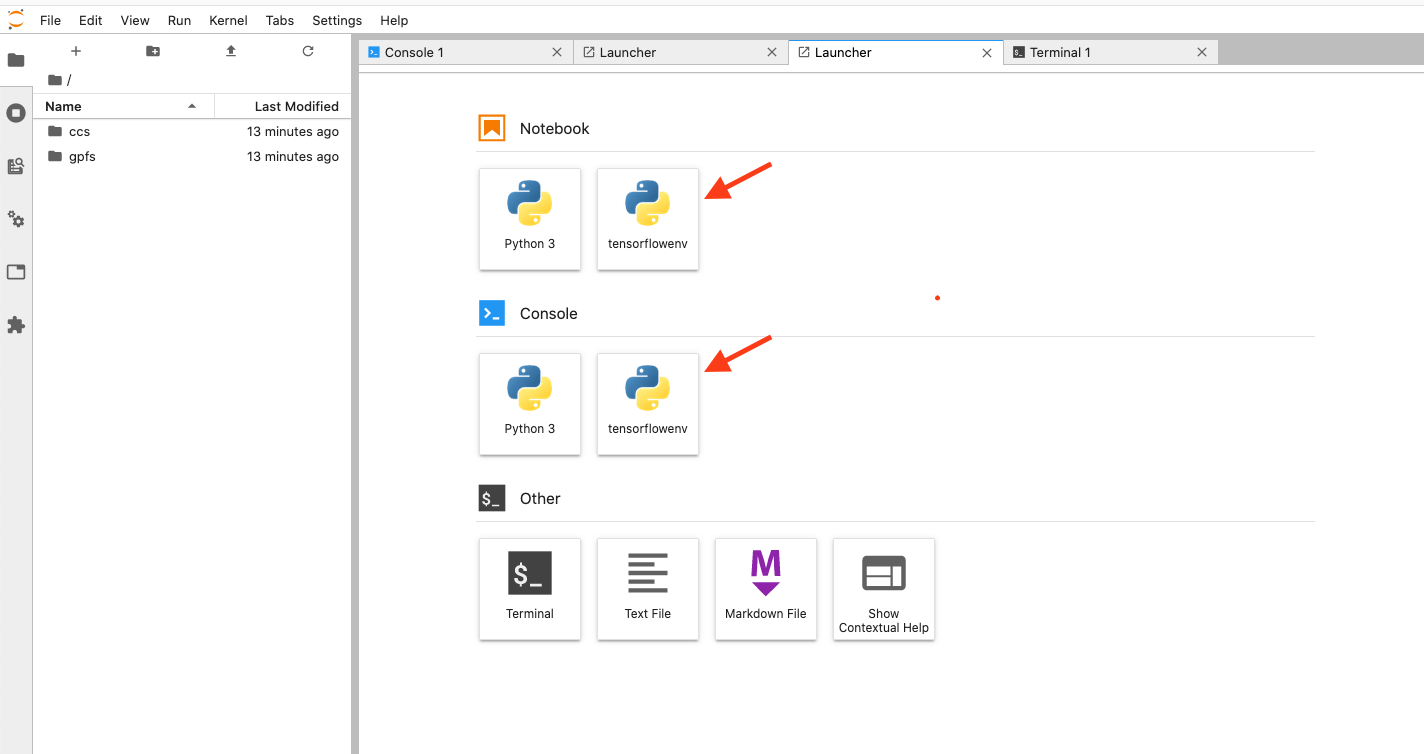 File Edit View Run Kernel Tabs Settings Help
Console 1 Launcher Launcher Terminal 1
/
Name Last Modified
ccs 13 minutes ago
gpfs 13 minutes ago
Notebook
Python 3 tensorflowenv
Console
Python 3 tensorflowenv
$_ Other
$_
M
Terminal Text File Markdown File Show
Contextual Help